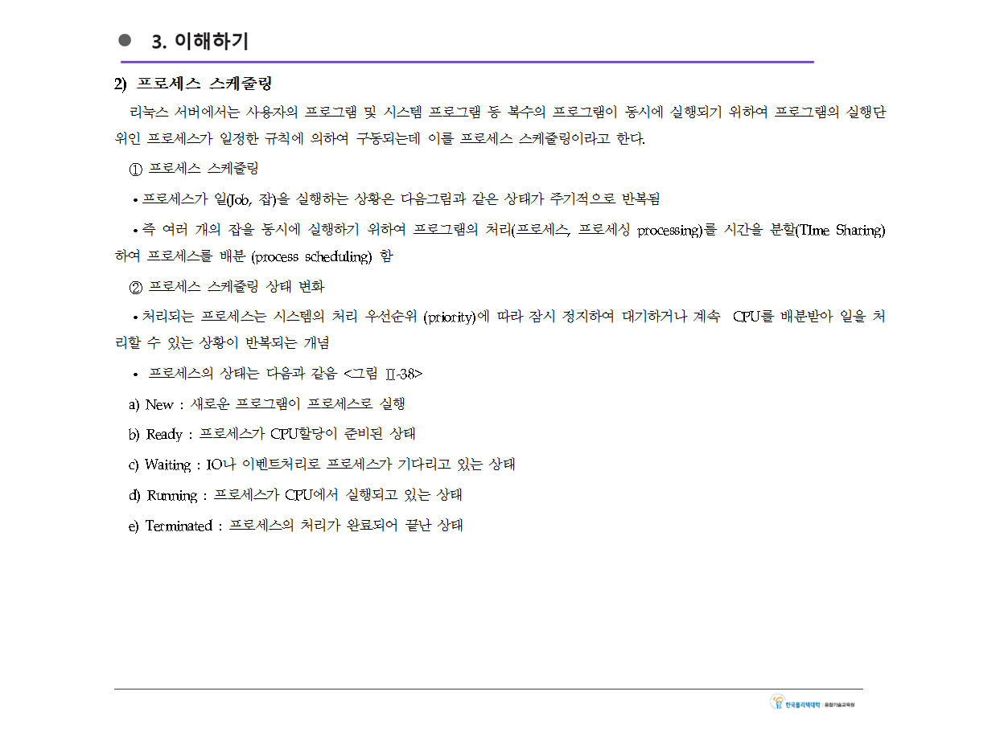 ● 3. 이해하기
2) 프로세스 스케줄링
리눅스 서버에서는 사용자의 프로그램 및 시스템 프로그램 등 복수의 프로그램이 동시에 실행되기 위하여 프로그램의 실행단
위인 프로세스가 일정한 규칙에 의하여 구동되는데 이를 프로세스 스케줄링이라고 한다.
① 프로세스 스케줄링
• 프로세스가 일(Job, 잡)을 실행하는 상황은 다음그림과 같은 상태가 주기적으로 반복됨
• 즉 여러 개의 잡을 동시에 실행하기 위하여 프로그램의 처리(프로세스, 프로세싱 processing)를 시간을 분할(TIme Sharing)
하여 프로세스를 배분 (process scheduling) 함
② 프로세스 스케줄링 상태 변화
• 처리되는 프로세스는 시스템의 처리 우선순위 (priority)에 따라 잠시 정지하여 대기하거나 계속 CPU를 배분받아 일을 처
리할 수 있는 상황이 반복되는 개념
• 프로세스의 상태는 다음과 같음 <그림 Ⅱ-38>
a) New : 새로운 프로그램이 프로세스로 실행
b) Ready : 프로세스가 CPU할당이 준비된 상태
c) Waiting : IO나 이벤트처리로 프로세스가 기다리고 있는 상태
d) Running : 프로세스가 CPU에서 실행되고 있는 상태
e) Terminated : 프로세스의 처리가 완료되어 끝난 상태
한국폴리텍대학 | 융합기술교육원